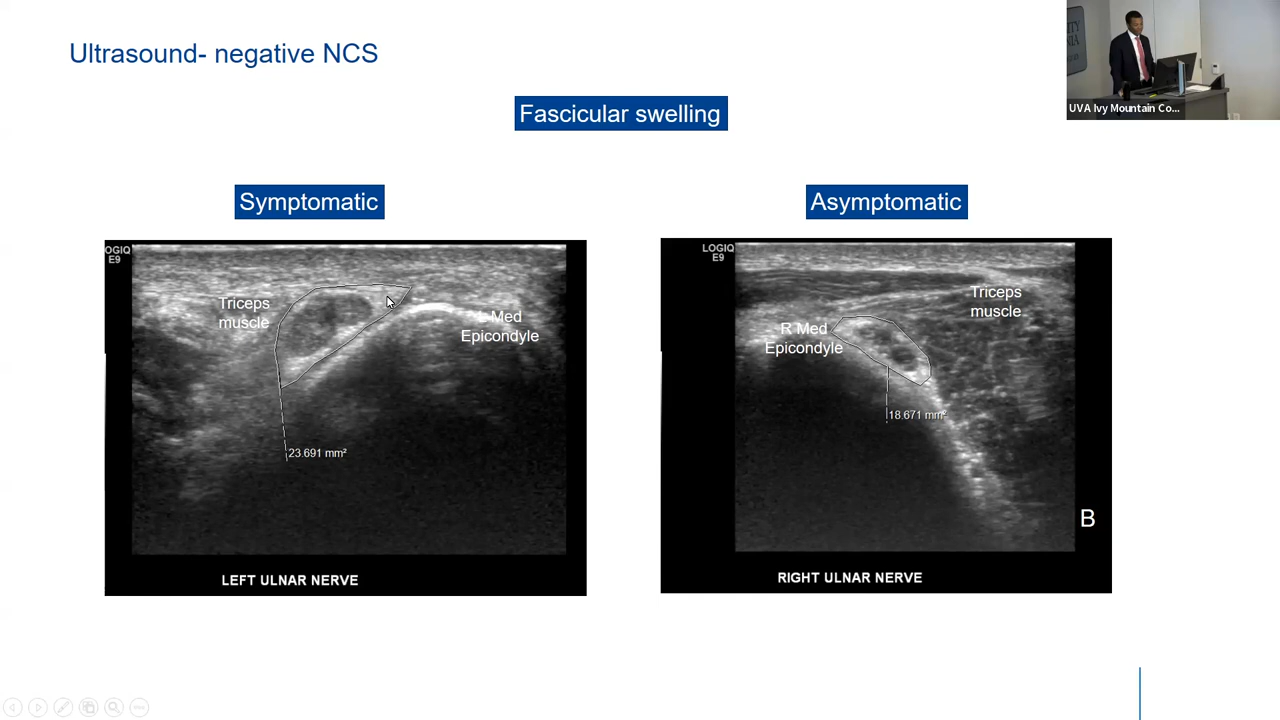 Ultrasound- negative NCS
Fascicular swelling
Symptomatic
Asymptomatic
OGIQ
E9
Triceps
muscle
L Med
Epicondyle
23.691 mm²
LEFT ULNAR NERVE
LOGIQ
E9
R Med
Epicondyle
Triceps
muscle
18.671 mm²
B
RIGHT ULNAR NERVE
UVA Ivy Mountain Co...